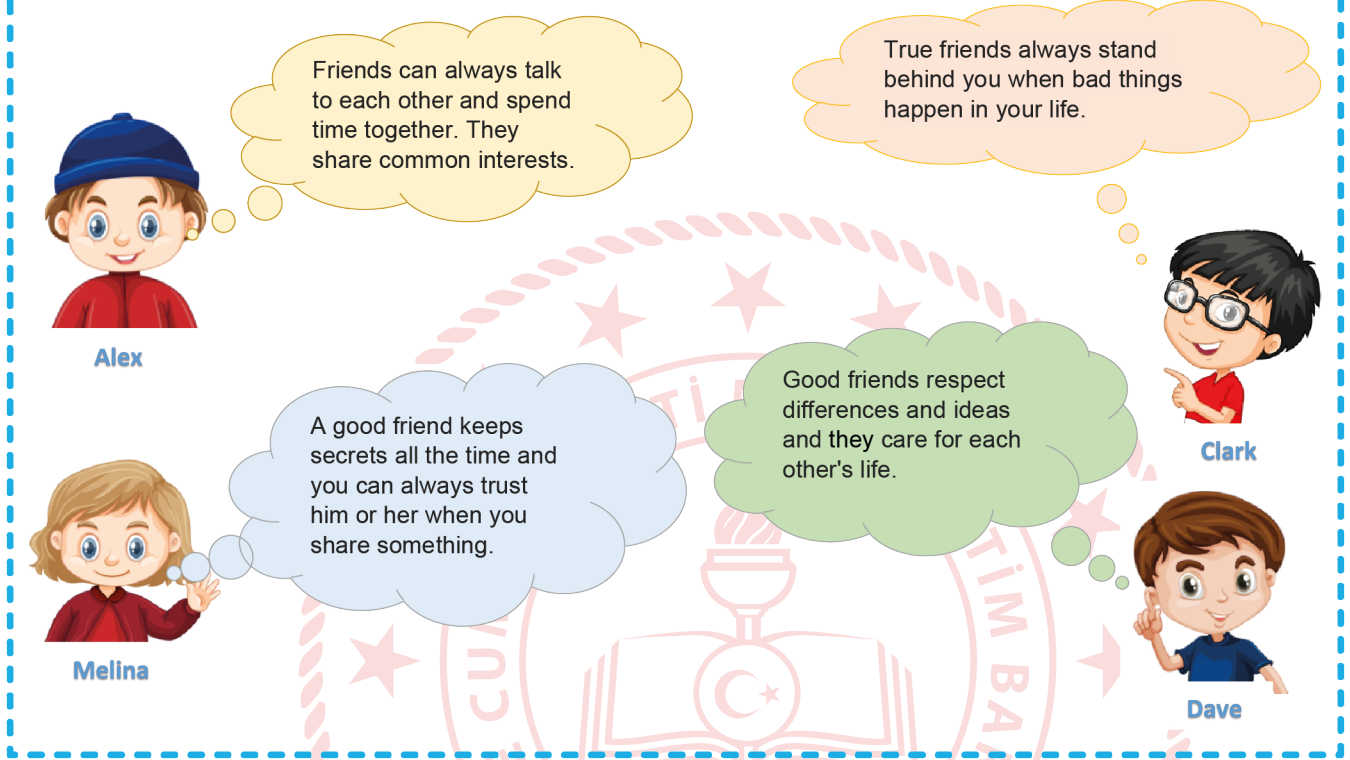 Friends can always talk
to each other and spend
time together. They
share common interests.
Alex
True friends always stand
behind you when bad things
happen in your life.
Clark
A good friend keeps
secrets all the time and
you can always trust
him or her when you
share something.
Melina
Good friends respect
differences and ideas
and they care for each
other's life.
Dave